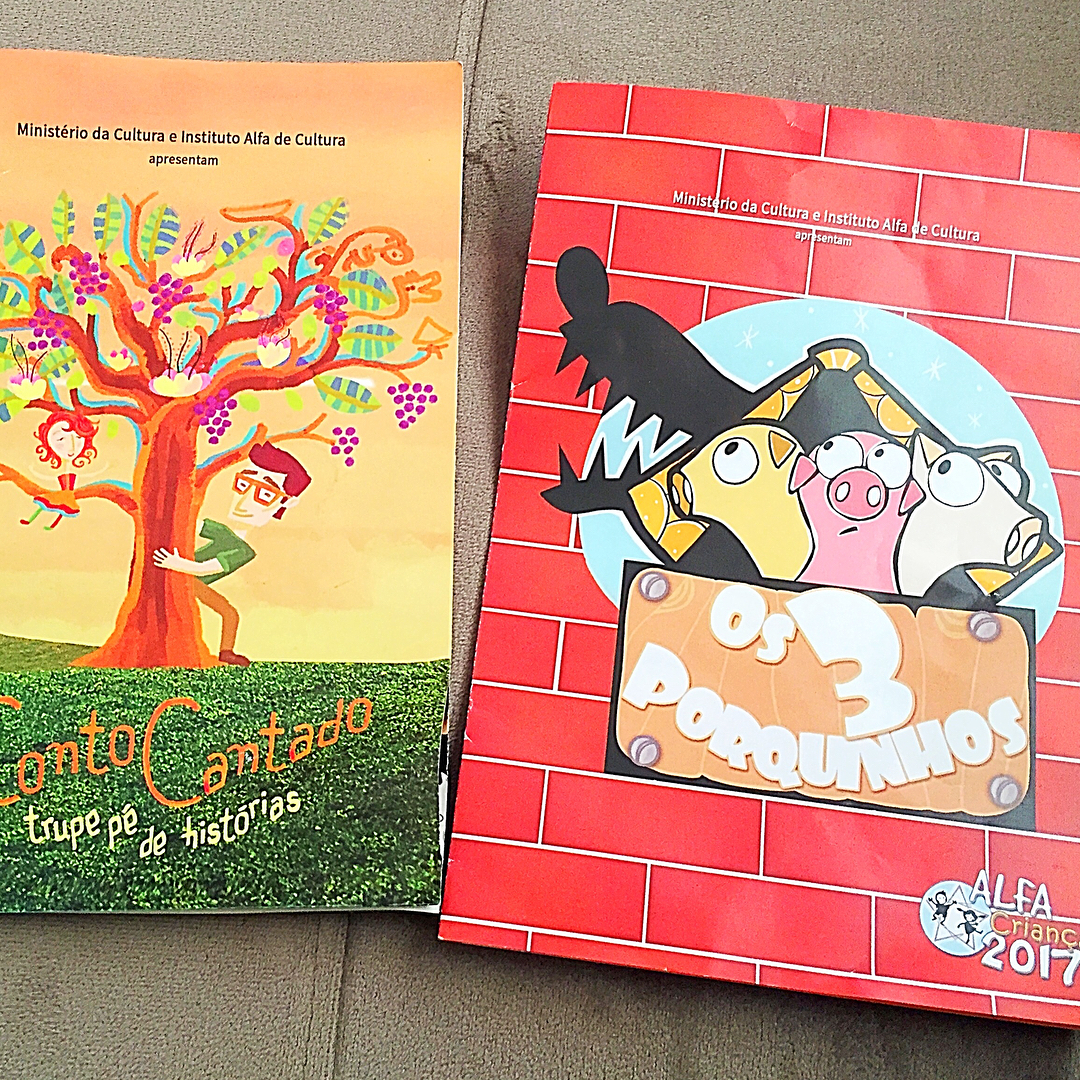 Ministério da Cultura e Instituto Alfa de Cultura
apresentam
Conto Cantado
trupe pé de histórias
Ministério da Cultura e Instituto Alfa de Cultura
apresentam
OS 3
PORQUINHOS
ALFA
Crianç
2017